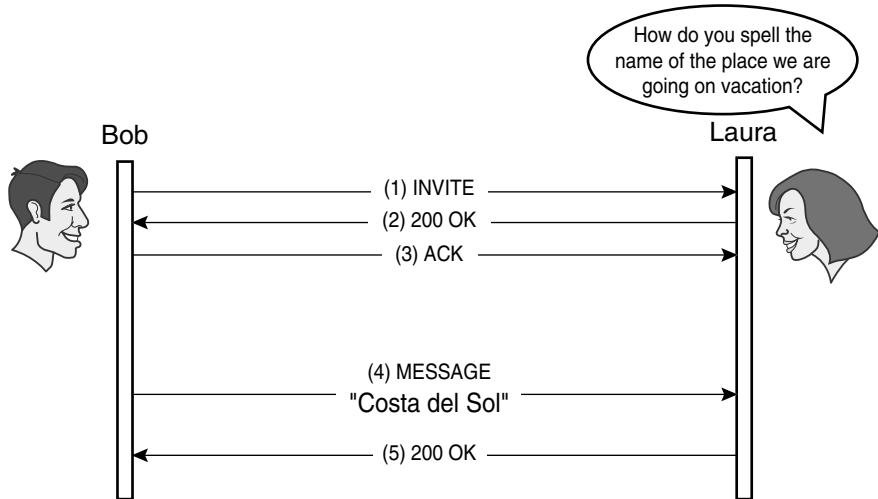 How do you spell the
name of the place we are
going on vacation?
Bob
Laura
(1) INVITE
(2) 200 OK
(3) ACK
(4) MESSAGE
"Costa del Sol"
(5) 200 OK